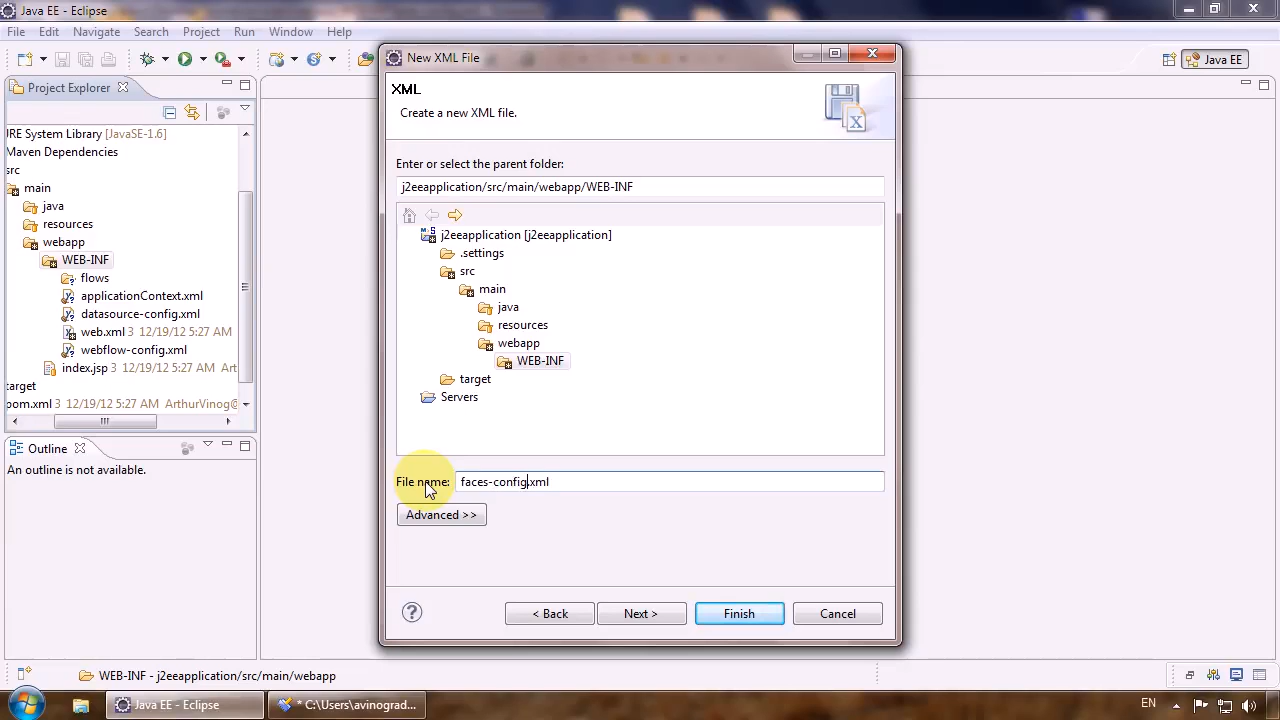 Java EE - Eclipse
File Edit Navigate Search Project Run Window Help
Java EE
Project Explorer
JRE System Library [JavaSE-1.6]
Maven Dependencies
src
main
java
resources
webapp
WEB-INF
flows
applicationContext.xml
datasource-config.xml
web.xml 3 12/19/12 5:27 AM
webflow-config.xml
index.jsp 3 12/19/12 5:27 AM Ar
target
pom.xml 3 12/19/12 5:27 AM ArthurVinog@
Outline
An outline is not available.
New XML File
XML
Create a new XML file.
Enter or select the parent folder:
j2eeapplication/src/main/webapp/WEB-INF
j2eeapplication [j2eeapplication]
.settings
src
main
java
resources
webapp
WEB-INF
target
Servers
File name: faces-config.xml
Advanced >>
< Back Next > Finish Cancel
WEB-INF - j2eeapplication/src/main/webapp
Java EE - Eclipse
* C:\Users\avinograd...
EN